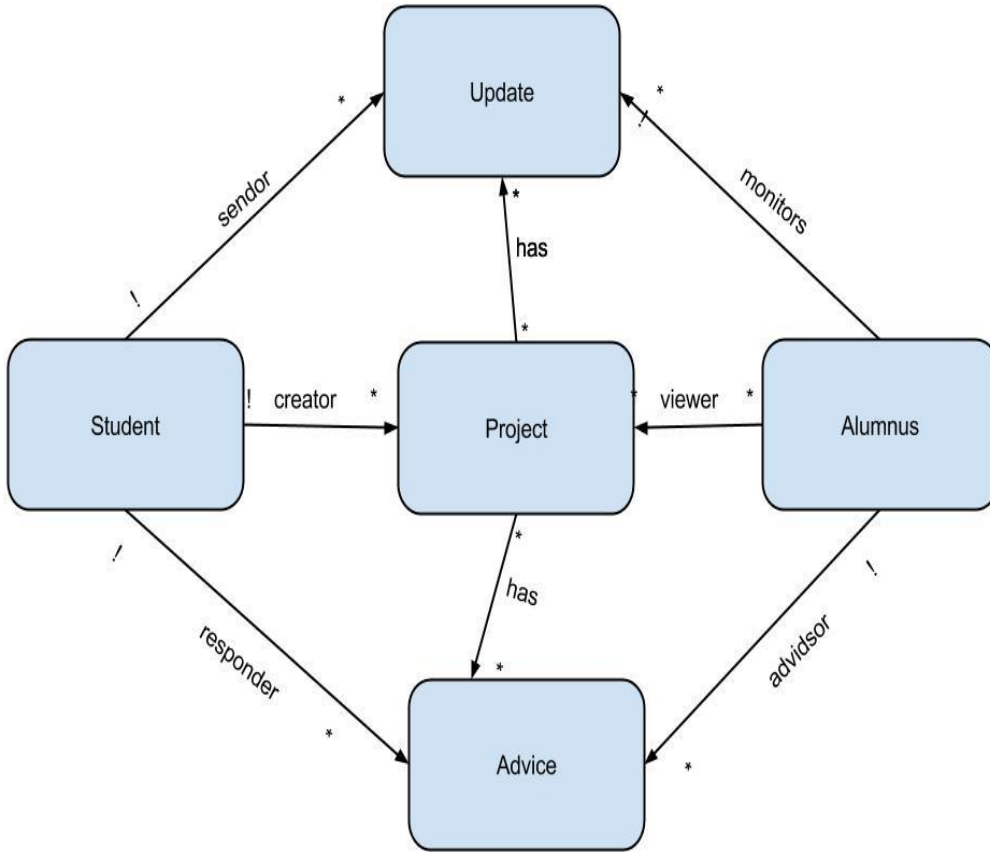 Update
*
*
!
sendor
monitors
*
has
!
*
Student
! creator *
Project
* viewer *
Alumnus
!
*
!
has
responder
advidsor
*
*
*
Advice